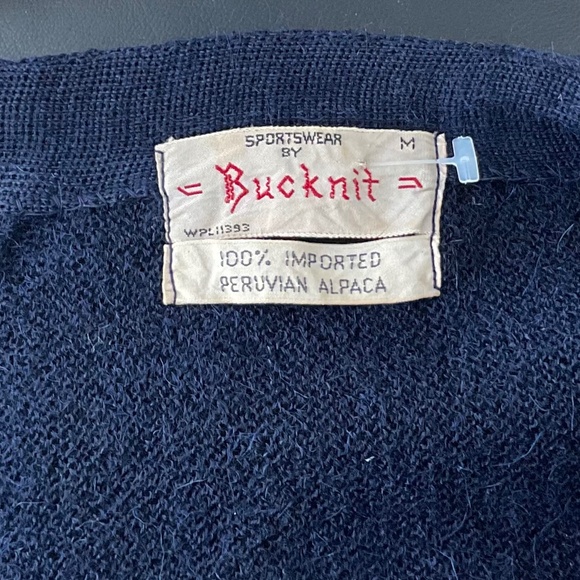 SPORTSWEAR M
BY
= Bucknit =
WPL11393
100% IMPORTED
PERUVIAN ALPACA